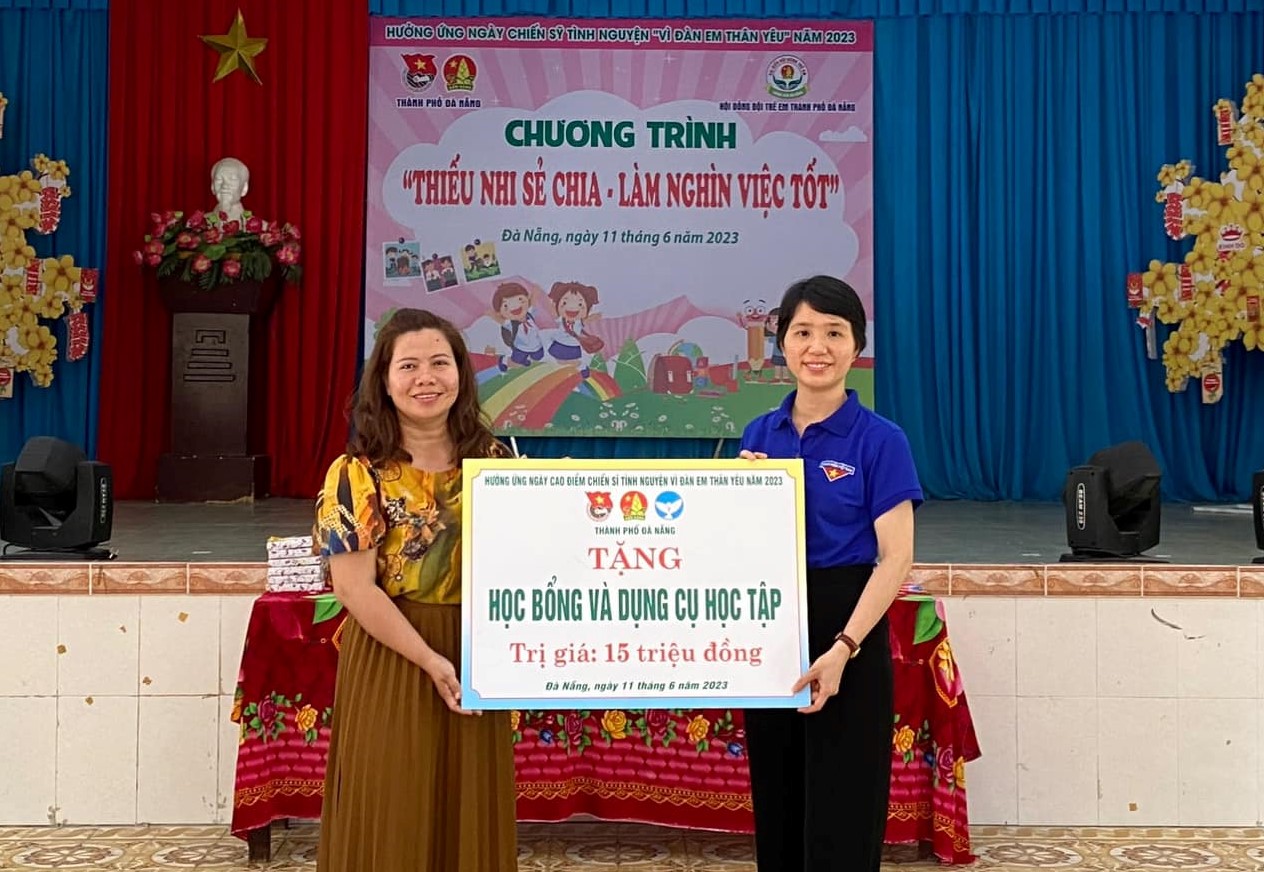 HƯỞNG ỨNG NGÀY CHIẾN SỸ TÌNH NGUYỆN "VÌ ĐÀN EM THÂN YÊU" NĂM 2023
THÀNH PHỐ ĐÀ NẴNG
HỘI ĐỒNG ĐỘI TRẺ EM THÀNH PHỐ ĐÀ NẴNG
CHƯƠNG TRÌNH
"THIẾU NHI SẺ CHIA - LÀM NGHÌN VIỆC TỐT"
Đà Nẵng, ngày 11 tháng 6 năm 2023
HƯỞNG ỨNG NGÀY CAO ĐIỂM CHIẾN SĨ TÌNH NGUYỆN VÌ ĐÀN EM THÂN YÊU NĂM 2023
THÀNH PHỐ ĐÀ NẴNG
TẶNG
HỌC BỔNG VÀ DỤNG CỤ HỌC TẬP
Trị giá: 15 triệu đồng
Đà Nẵng, ngày 11 tháng 6 năm 2023
BEAM 230